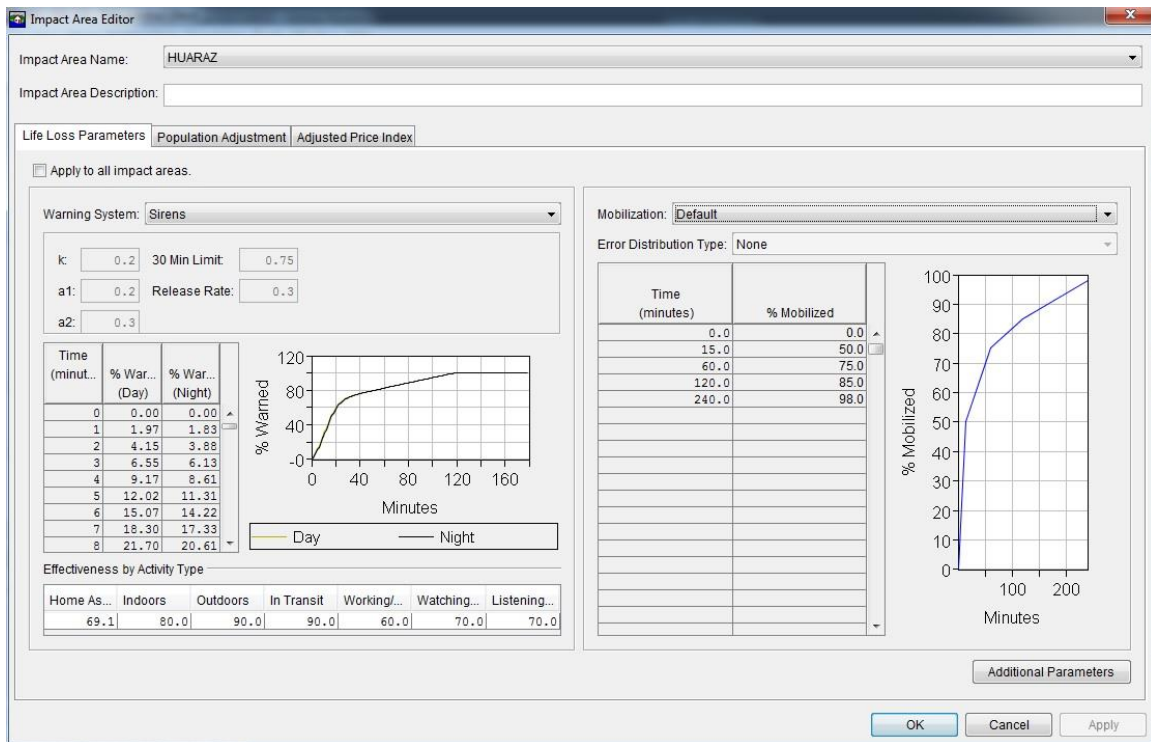 Impact Area Editor
Impact Area Name: HUARAZ
Impact Area Description:
Life Loss Parameters Population Adjustment Adjusted Price Index
Apply to all impact areas.
Warning System: Sirens
k: 0.2 30 Min Limit: 0.75
a1: 0.2 Release Rate: 0.3
a2: 0.3
Time (minut... % War... (Day) % War... (Night)
0 0.00 0.00
1 1.97 1.83
2 4.15 3.88
3 6.55 6.13
4 9.17 8.61
5 12.02 11.31
6 15.07 14.22
7 18.30 17.33
8 21.70 20.61
% Warned
120
80
40
-0
0 40 80 120 160
Minutes
Day Night
Effectiveness by Activity Type
Home As... Indoors Outdoors In Transit Working/... Watching... Listening...
69.1 80.0 90.0 90.0 60.0 70.0 70.0
Mobilization: Default
Error Distribution Type: None
Time (minutes) % Mobilized
0.0 0.0
15.0 50.0
60.0 75.0
120.0 85.0
240.0 98.0
% Mobilized
100
90
80
70
60
50
40
30
20
10
0
100 200
Minutes
Additional Parameters
OK Cancel Apply